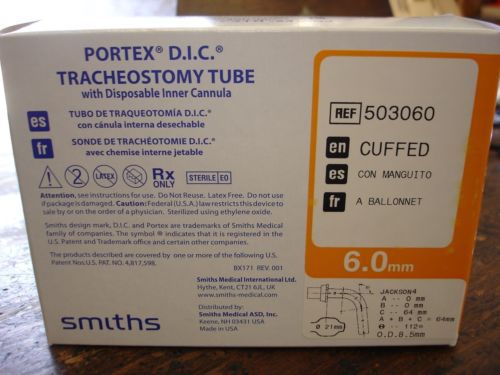 PORTEX® D.I.C.®
TRACHEOSTOMY TUBE
with Disposable Inner Cannula
es
TUBO DE TRAQUEOTOMÍA D.I.C.®
con cánula interna desechable
fr
SONDE DE TRACHÉOTOMIE D.I.C.®
avec chemise interne jetable
2
LATEX
Rx
ONLY
STERILE EO
Attention, see instructions for use. Do Not Reuse. Latex Free. Do not use
if package is damaged. Caution: Federal (U.S.A.) law restricts this device to
sale by or on the order of a physician. Sterilized using ethylene oxide.
Smiths design mark, D.I.C. and Portex are trademarks of Smiths Medical
family of companies. The symbol ® indicates that it is registered in the
U.S. Patent and Trademark office and certain other companies.
The products described are covered by one or more of the following U.S.
Patent Nos.: U.S. PAT. NO. 4,817,598.
BX171 REV. 001
Smiths Medical International Ltd.
Hythe, Kent, CT21 6JL, UK
www.smiths-medical.com
Distributed by:
Smiths Medical ASD, Inc.
Keene, NH 03431 USA
Made in USA
smiths
REF 503060
en CUFFED
es CON MANGUITO
fr A BALLONNET
6.0mm
JACKSON4
A -- 0 mm
B -- 0 mm
C -- 64 mm
A + B + C = 64mm
Ø 21mm
O.D.8.5mm